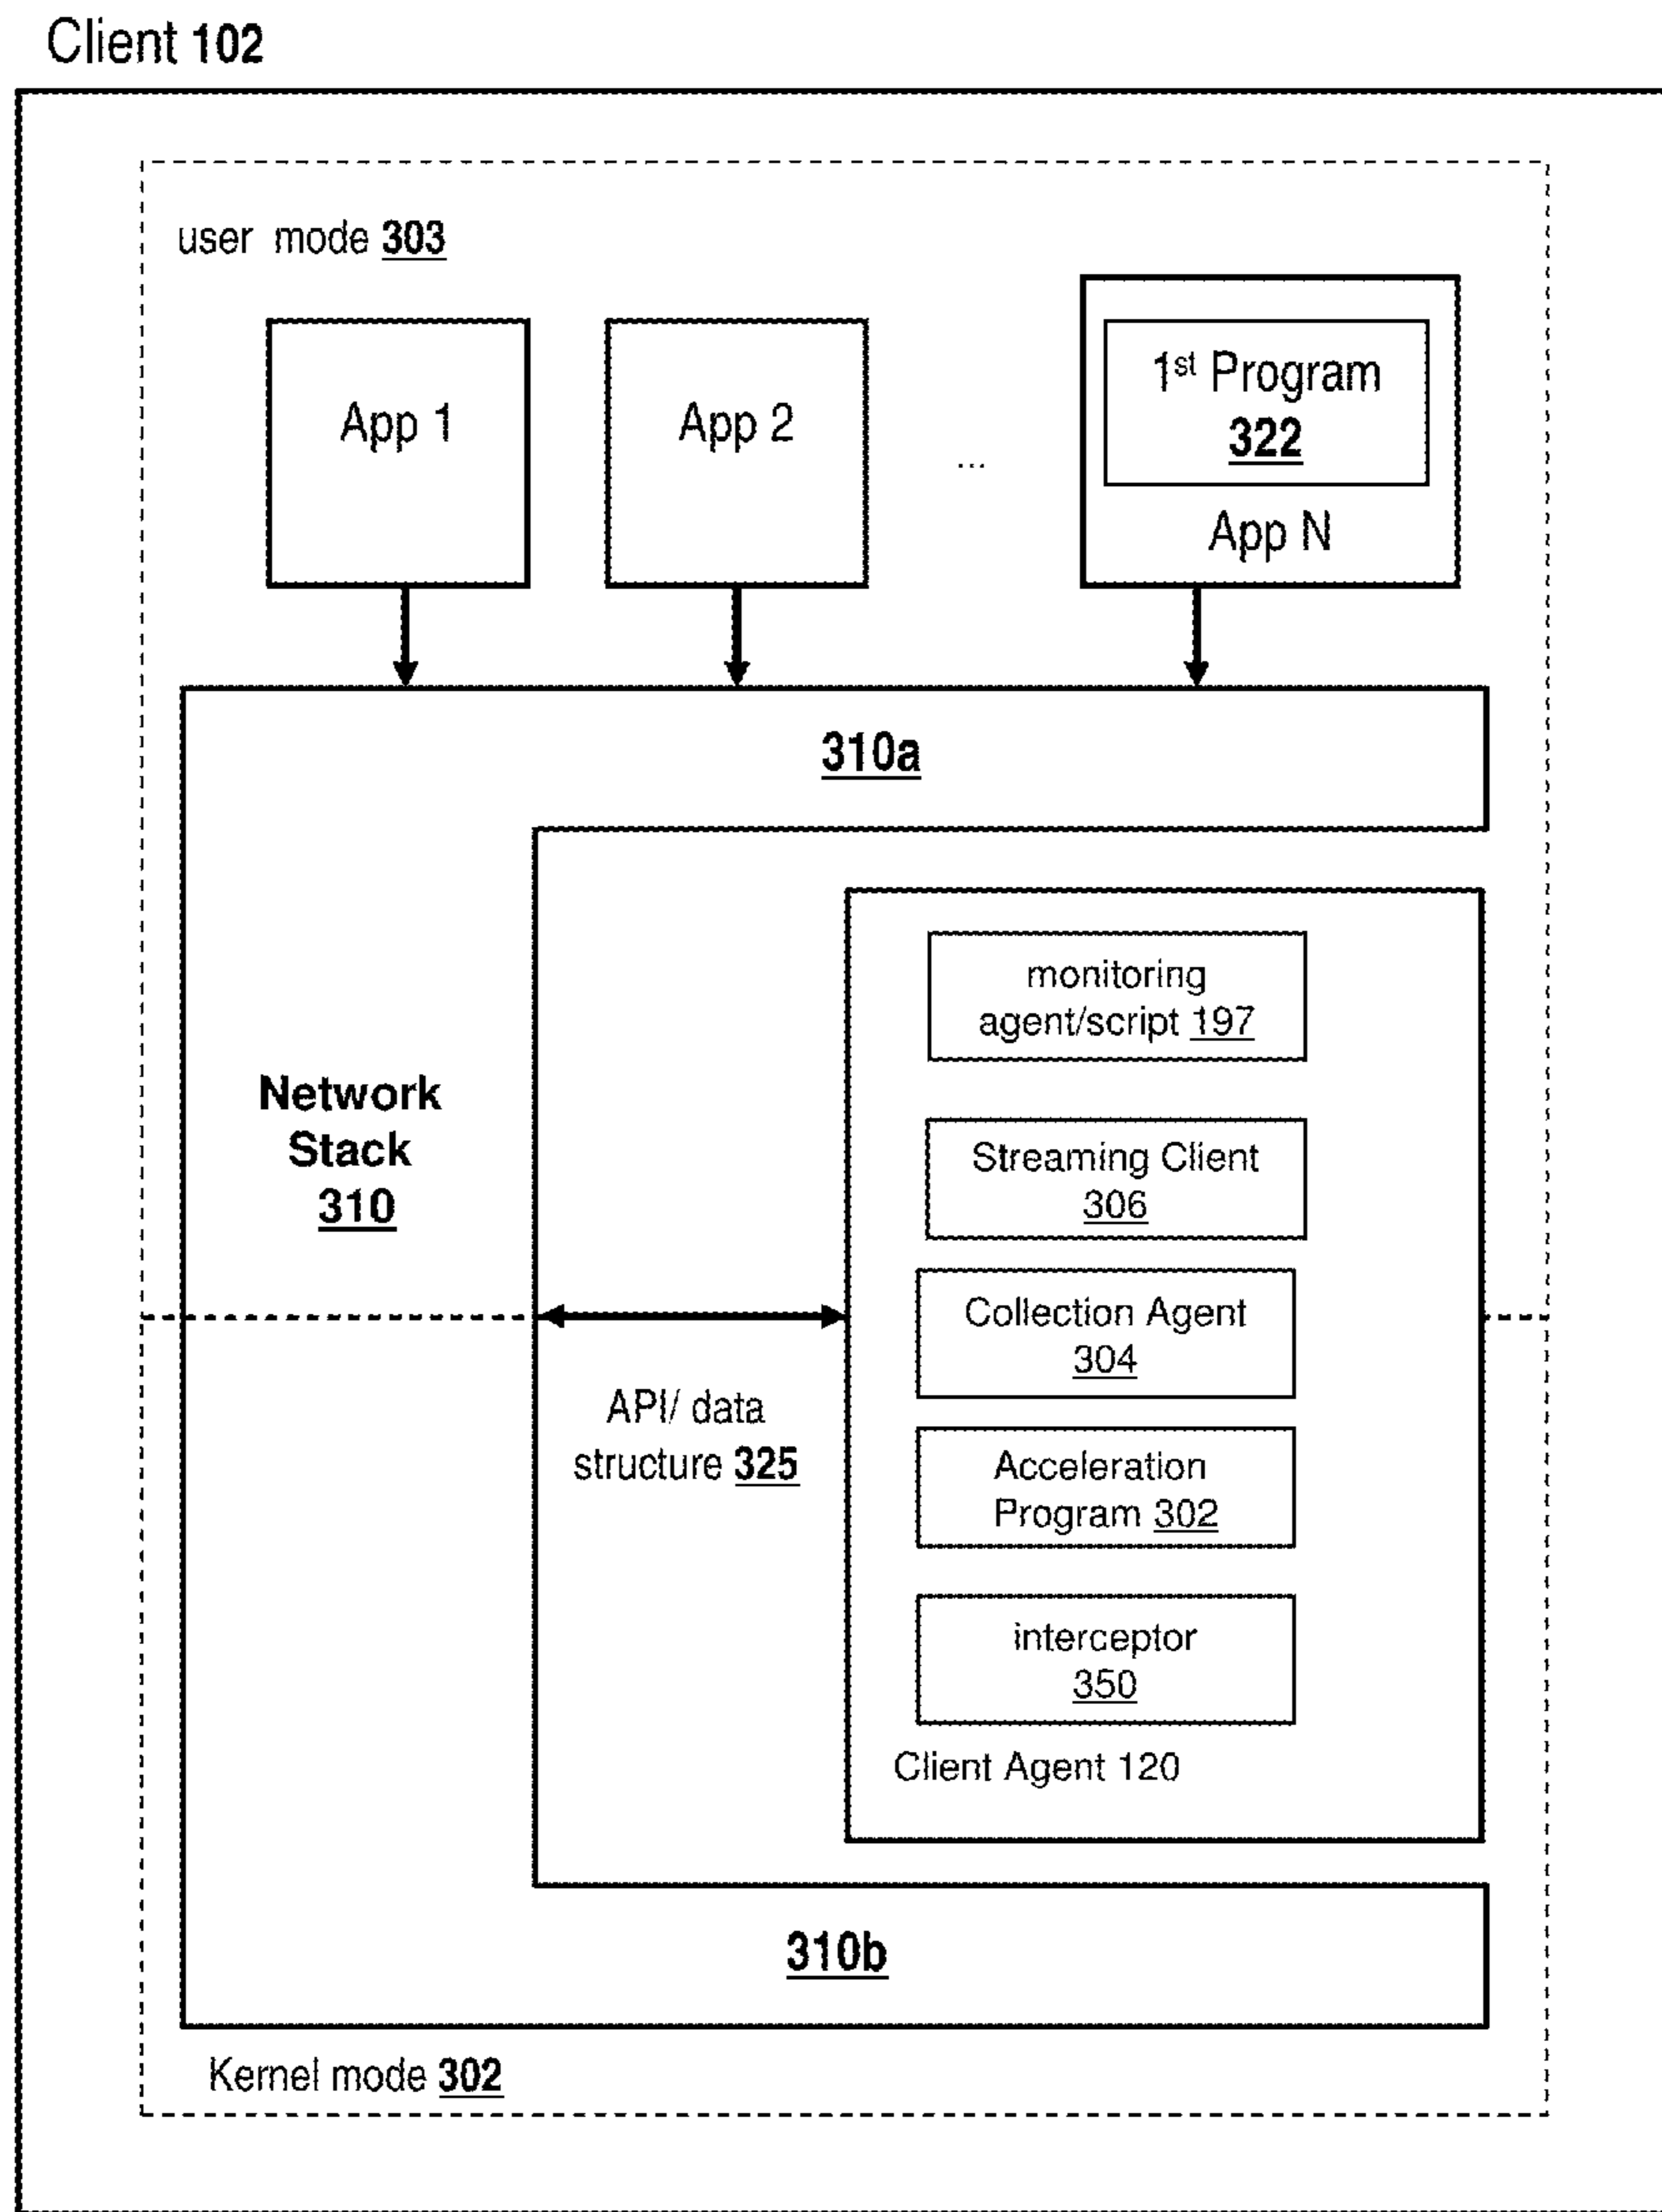 Client 102
user mode 303
App 1
App 2
...
1st Program
322
App N
310a
monitoring
agent/script 197
Network
Stack
310
Streaming Client
306
Collection Agent
304
API/ data
structure 325
Acceleration
Program 302
interceptor
350
Client Agent 120
310b
Kernel mode 302